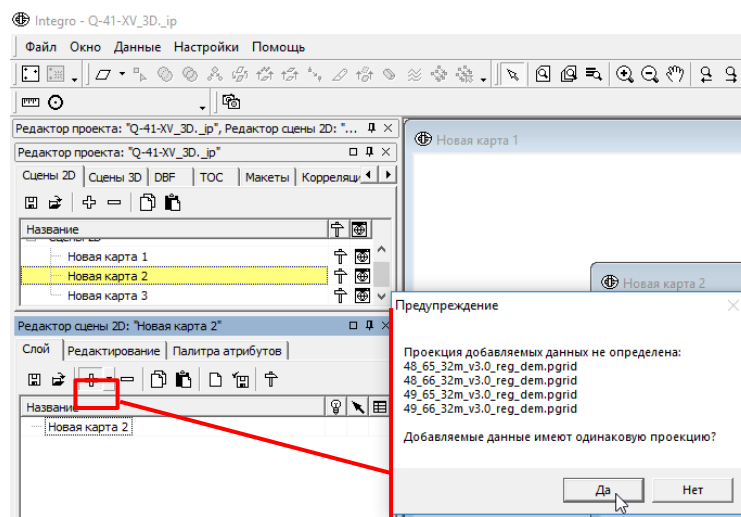 Integro - Q-41-XV_3D._ip
Файл Окно Данные Настройки Помощь
Редактор проекта: "Q-41-XV_3D._ip", Редактор сцены 2D: "...
Редактор проекта: "Q-41-XV_3D._ip"
Сцены 2D Сцены 3D DBF TOC Макеты Корреляци
Название
Сцены 2D
Новая карта 1
Новая карта 2
Новая карта 3
Редактор сцены 2D: "Новая карта 2"
Слой Редактирование Палитра атрибутов
Название
Новая карта 2
Новая карта 1
Новая карта 2
Предупреждение
Проекция добавляемых данных не определена:
48_65_32m_v3.0_reg_dem.pgrid
48_66_32m_v3.0_reg_dem.pgrid
49_65_32m_v3.0_reg_dem.pgrid
49_66_32m_v3.0_reg_dem.pgrid
Добавляемые данные имеют одинаковую проекцию?
Да Нет